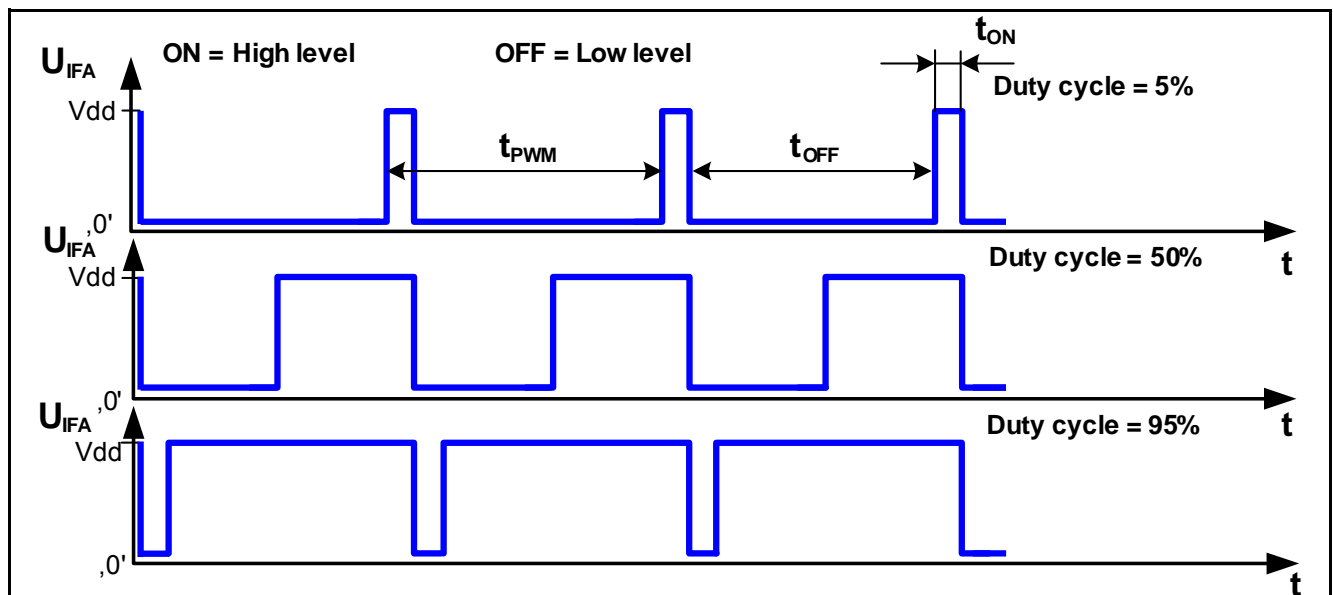 ON = High level
OFF = Low level
tON
UIFA
Duty cycle = 5%
Vdd
tPWM
tOFF
,0'
t
UIFA
Duty cycle = 50%
Vdd
,0'
t
UIFA
Duty cycle = 95%
Vdd
,0'
t